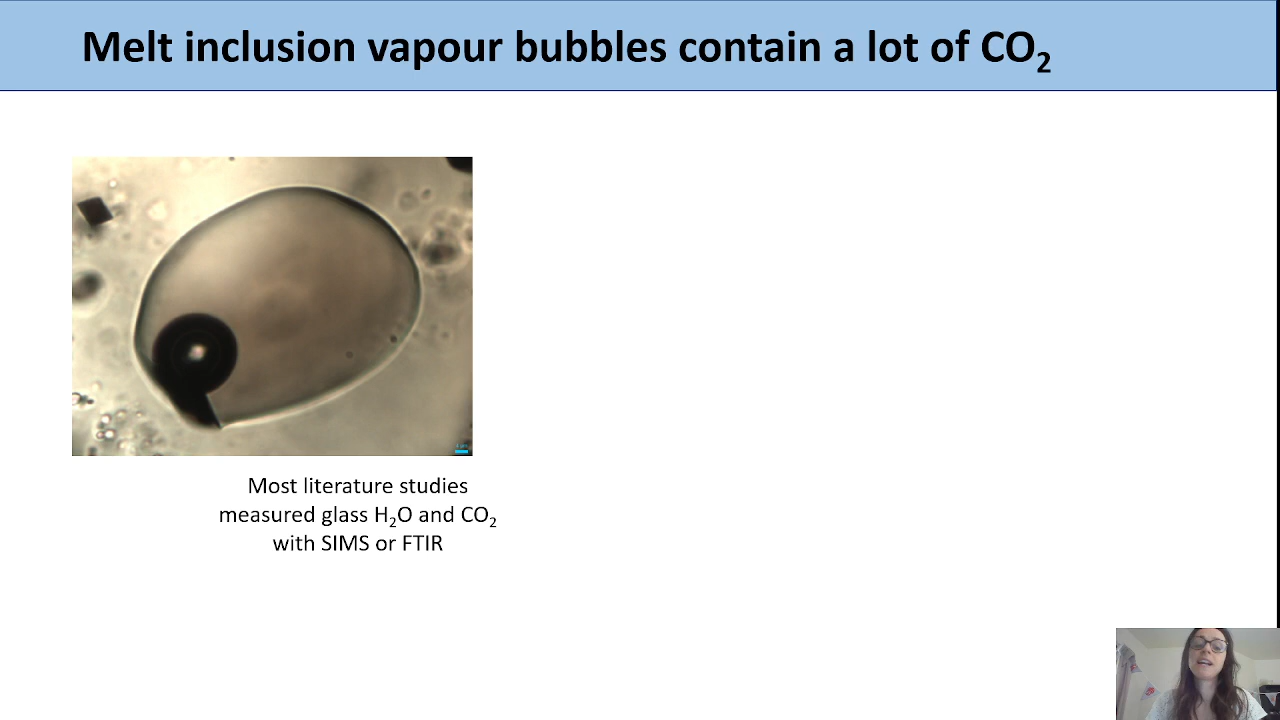 Melt inclusion vapour bubbles contain a lot of CO₂
Most literature studies
measured glass H₂O and CO₂
with SIMS or FTIR